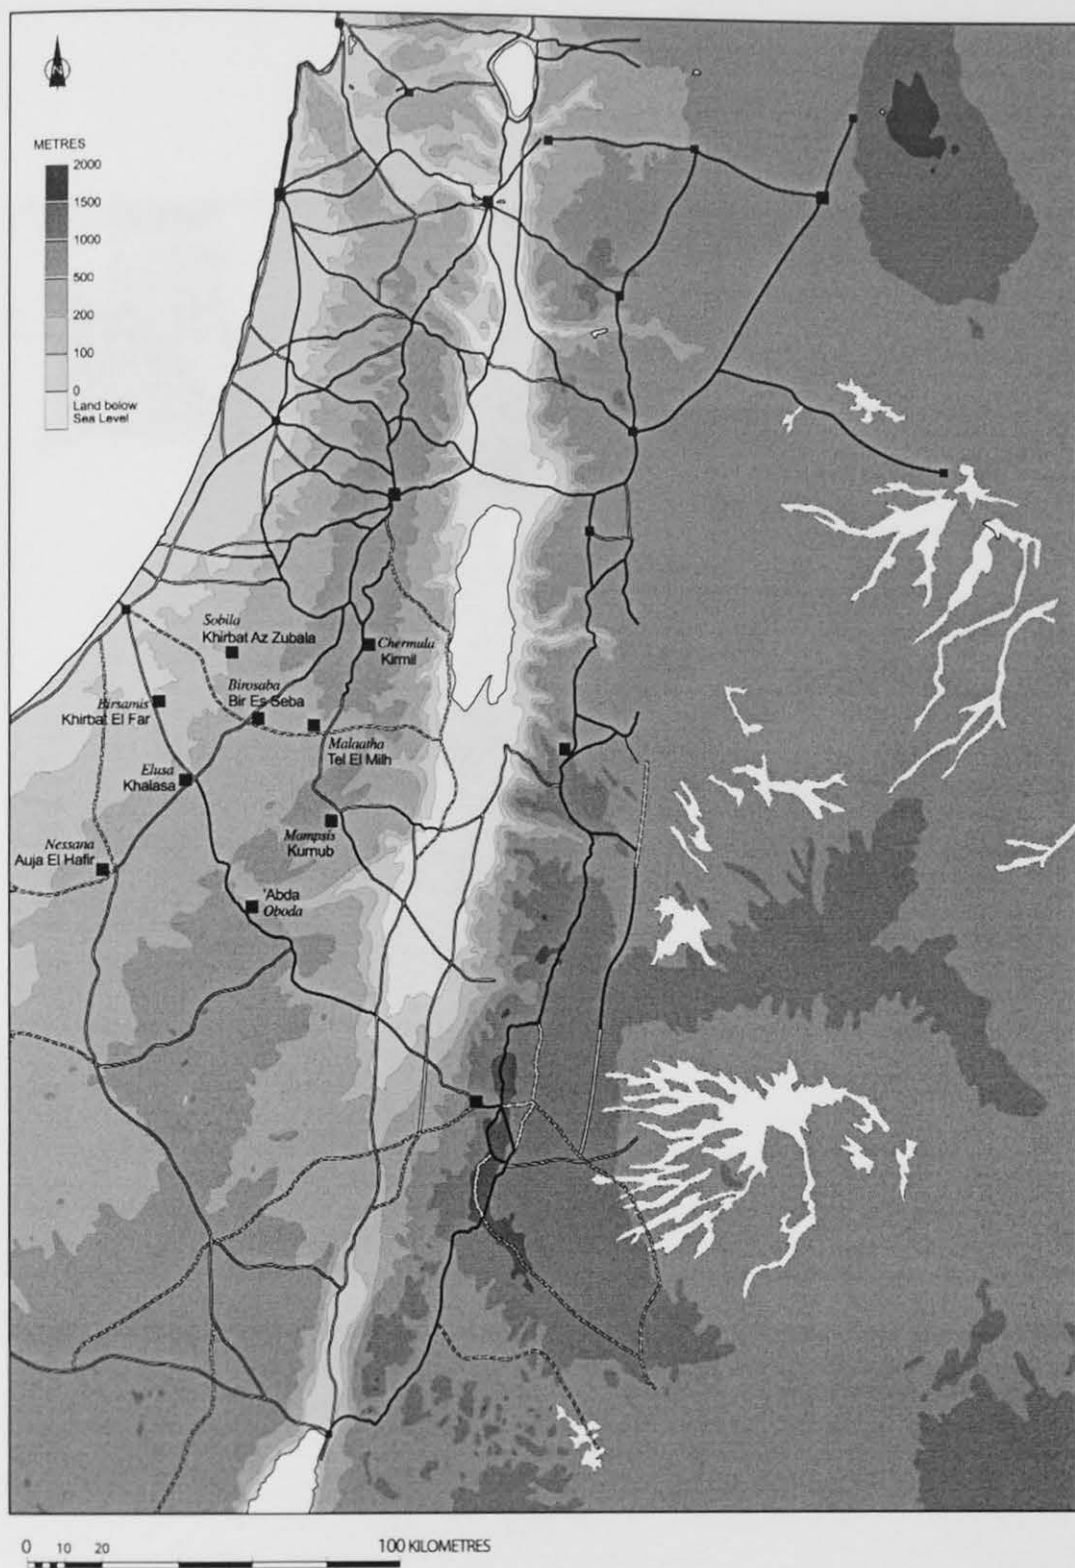 N
METRES
2000
1500
1000
500
200
100
0
Land below
Sea Level
Sobila
Khirbat Az Zubala
Chermula
Kirmil
Birosaba
Bir Es Seba
Birsamis
Khirbat El Far
Malaatha
Tel El Milh
Elusa
Khalasa
Mampsis
Kurnub
Nessana
Auja El Hafir
'Abda
Oboda
0 10 20 100 KILOMETRES